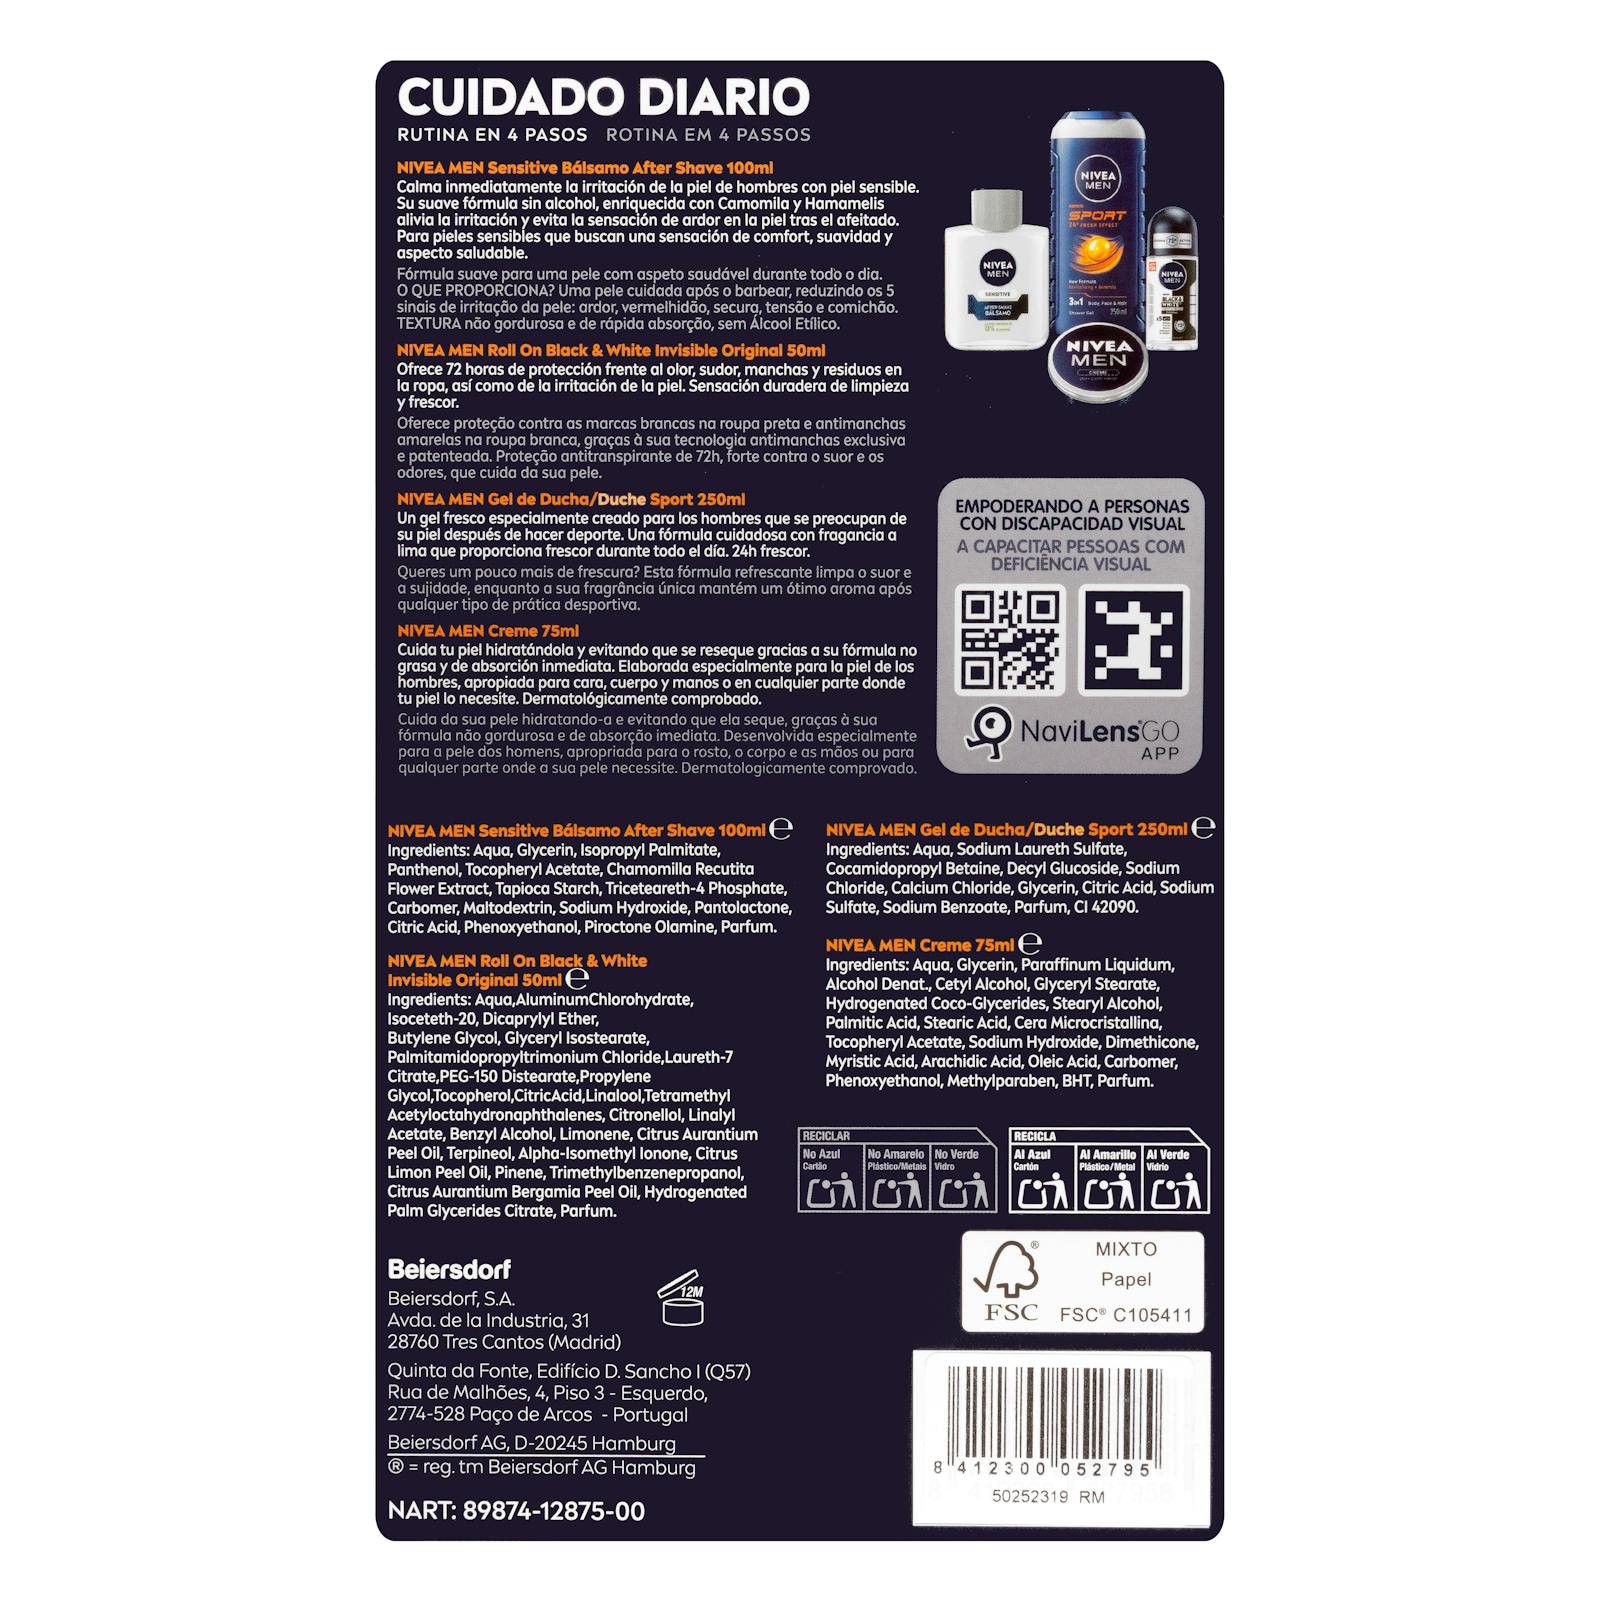 CUIDADO DIARIO
RUTINA EN 4 PASOS ROTINA EM 4 PASSOS
NIVEA MEN Sensitive Bálsamo After Shave 100ml
Calma inmediatamente la irritación de la piel de hombres con piel sensible.
Su suave fórmula sin alcohol, enriquecida con Camomila y Hamamelis
alivia la irritación y evita la sensación de ardor en la piel tras el afeitado.
Para pieles sensibles que buscan una sensación de comfort, suavidad y
aspecto saludable.
Fórmula suave para uma pele com aspeto saudável durante todo o dia.
O QUE PROPORCIONA? Uma pele cuidada após o barbear, reduzindo os 5
sinais de irritação da pele: ardor, vermelhidão, secura, tensão e comichão.
TEXTURA não gordurosa e de rápida absorção, sem Álcool Etílico.
NIVEA MEN Roll On Black & White Invisible Original 50ml
Ofrece 72 horas de protección frente al olor, sudor, manchas y residuos en
la ropa, así como de la irritación de la piel. Sensación duradera de limpieza
y frescor.
Oferece proteção contra as marcas brancas na roupa preta e antimanchas
amarelas na roupa branca, graças à sua tecnologia antimanchas exclusiva
e patenteada. Proteção antitranspirante de 72h, forte contra o suor e os
odores, que cuida da sua pele.
NIVEA MEN Gel de Ducha/Duche Sport 250ml
Un gel fresco especialmente creado para los hombres que se preocupan de
su piel después de hacer deporte. Una fórmula cuidadosa con fragancia a
lima que proporciona frescor durante todo el día. 24h frescor.
Queres um pouco mais de frescura? Esta fórmula refrescante limpa o suor e
a sujidade, enquanto a sua fragrância única mantém um ótimo aroma após
qualquer tipo de prática desportiva.
NIVEA MEN Creme 75ml
Cuida tu piel hidratándola y evitando que se reseque gracias a su fórmula no
grasa y de absorción inmediata. Elaborada especialmente para la piel de los
hombres, apropiada para cara, cuerpo y manos o en cualquier parte donde
tu piel lo necesite. Dermatológicamente comprobado.
Cuida da sua pele hidratando-a e evitando que ela seque, graças à sua
fórmula não gordurosa e de absorção imediata. Desenvolvida especialmente
para a pele dos homens, apropriada para o rosto, o corpo e as mãos ou para
qualquer parte onde a sua pele necessite. Dermatologicamente comprovado.
NIVEA
MEN
SENSITIVE
AFTER SHAVE
BÁLSAMO
0%
NIVEA
MEN
SPORT
24H FRESH EFFECT
New Formula
3in1 Body, Face & Hair
Shower Gel 250ml
NIVEA
MEN
BLACK&
WHITE
NIVEA
MEN
CREME
EMPODERANDO A PERSONAS
CON DISCAPACIDAD VISUAL
A CAPACITAR PESSOAS COM
DEFICIÊNCIA VISUAL
NaviLens®GO
APP
NIVEA MEN Sensitive Bálsamo After Shave 100ml ℮
Ingredients: Aqua, Glycerin, Isopropyl Palmitate,
Panthenol, Tocopheryl Acetate, Chamomilla Recutita
Flower Extract, Tapioca Starch, Triceteareth-4 Phosphate,
Carbomer, Maltodextrin, Sodium Hydroxide, Pantolactone,
Citric Acid, Phenoxyethanol, Piroctone Olamine, Parfum.
NIVEA MEN Roll On Black & White
Invisible Original 50ml ℮
Ingredients: Aqua,AluminumChlorohydrate,
Isoceteth-20, Dicaprylyl Ether,
Butylene Glycol, Glyceryl Isostearate,
Palmitamidopropyltrimonium Chloride,Laureth-7
Citrate,PEG-150 Distearate,Propylene
Glycol,Tocopherol,CitricAcid,Linalool,Tetramethyl
Acetyloctahydronaphthalenes, Citronellol, Linalyl
Acetate, Benzyl Alcohol, Limonene, Citrus Aurantium
Peel Oil, Terpineol, Alpha-Isomethyl Ionone, Citrus
Limon Peel Oil, Pinene, Trimethylbenzenepropanol,
Citrus Aurantium Bergamia Peel Oil, Hydrogenated
Palm Glycerides Citrate, Parfum.
NIVEA MEN Gel de Ducha/Duche Sport 250ml ℮
Ingredients: Aqua, Sodium Laureth Sulfate,
Cocamidopropyl Betaine, Decyl Glucoside, Sodium
Chloride, Calcium Chloride, Glycerin, Citric Acid, Sodium
Sulfate, Sodium Benzoate, Parfum, CI 42090.
NIVEA MEN Creme 75ml ℮
Ingredients: Aqua, Glycerin, Paraffinum Liquidum,
Alcohol Denat., Cetyl Alcohol, Glyceryl Stearate,
Hydrogenated Coco-Glycerides, Stearyl Alcohol,
Palmitic Acid, Stearic Acid, Cera Microcristallina,
Tocopheryl Acetate, Sodium Hydroxide, Dimethicone,
Myristic Acid, Arachidic Acid, Oleic Acid, Carbomer,
Phenoxyethanol, Methylparaben, BHT, Parfum.
RECICLAR
No Azul No Amarelo No Verde
Cartão Plástico/Metais Vidro
RECICLA
Al Azul Al Amarillo Al Verde
Cartón Plástico/Metal Vidrio
FSC
®
MIXTO
Papel
FSC® C105411
Beiersdorf
Beiersdorf, S.A.
Avda. de la Industria, 31
28760 Tres Cantos (Madrid)
12M
Quinta da Fonte, Edifício D. Sancho I (Q57)
Rua de Malhões, 4, Piso 3 - Esquerdo,
2774-528 Paço de Arcos - Portugal
Beiersdorf AG, D-20245 Hamburg
® = reg. tm Beiersdorf AG Hamburg
NART: 89874-12875-00
8 412300 052795
50252319 RM